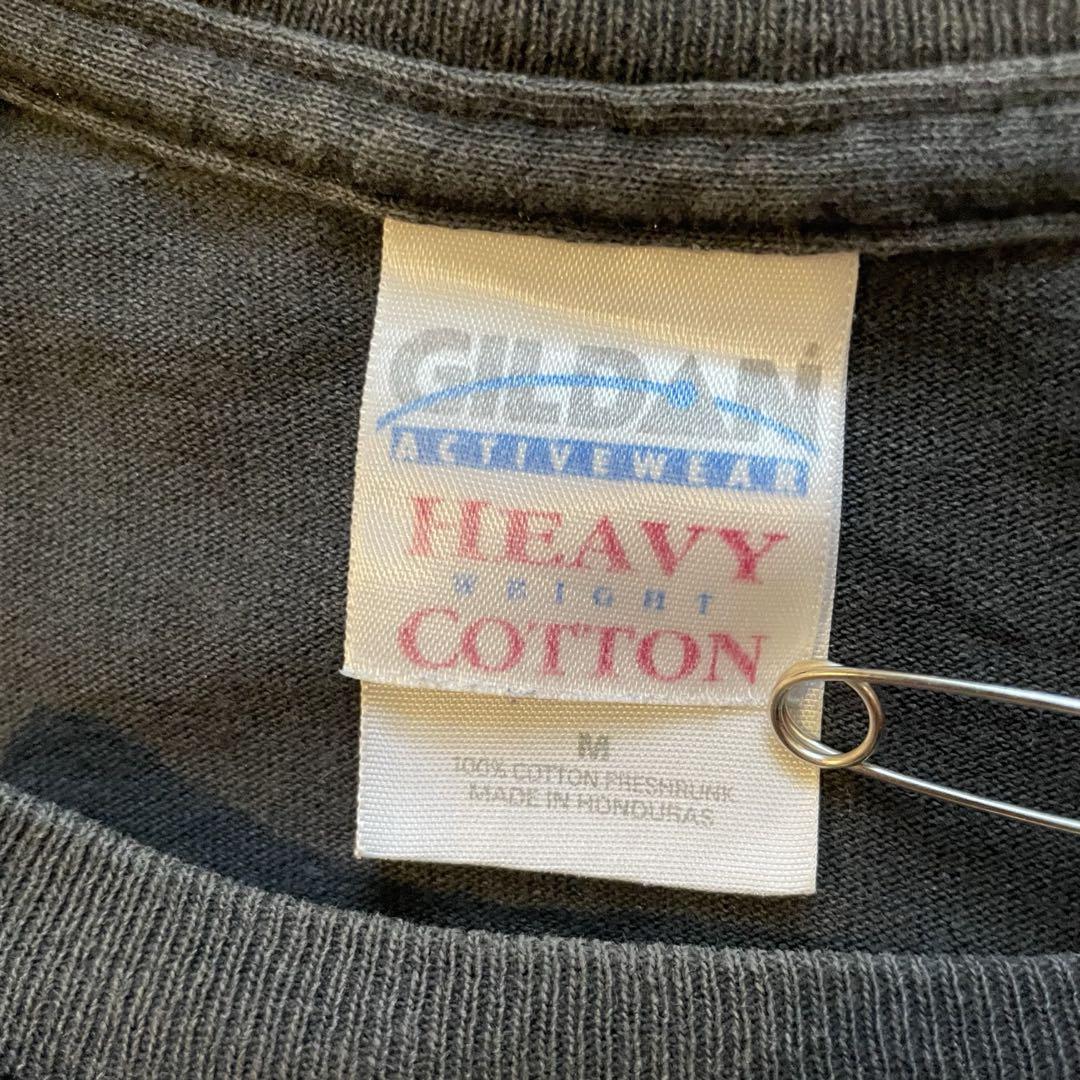 GILDAN
ACTIVEWEAR
HEAVY
WEIGHT
COTTON
M
100% COTTON PRESHRUNK
MADE IN HONDURAS